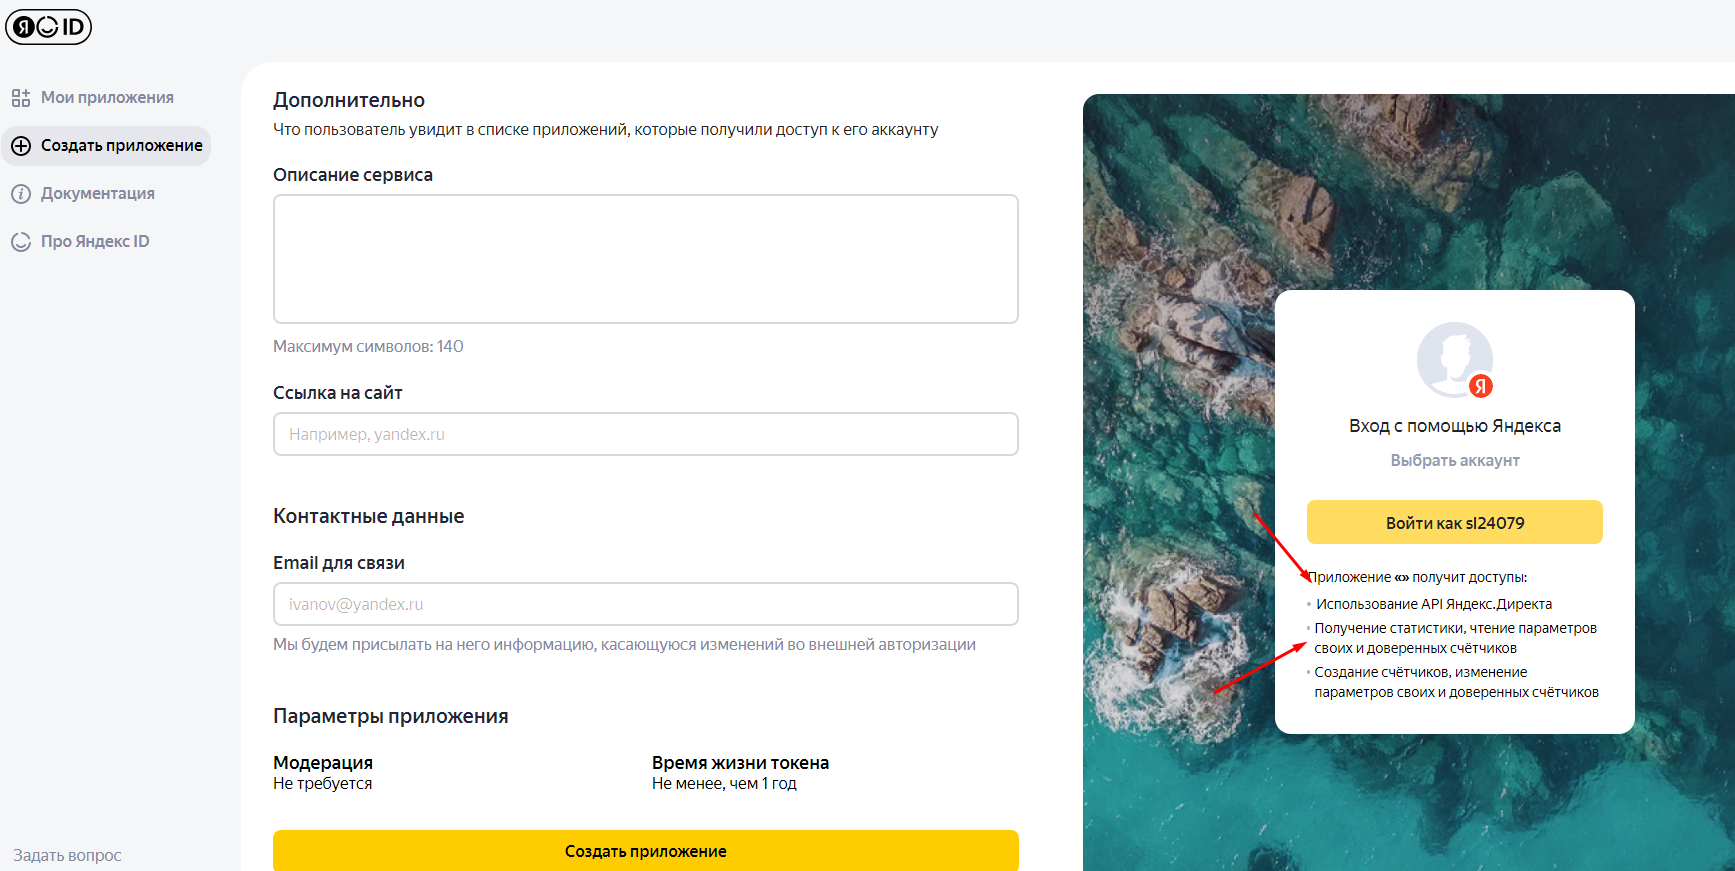 Я ID
Мои приложения
Создать приложение
Документация
Про Яндекс ID
Задать вопрос
Дополнительно
Что пользователь увидит в списке приложений, которые получили доступ к его аккаунту
Описание сервиса
Максимум символов: 140
Ссылка на сайт
Например, yandex.ru
Контактные данные
Email для связи
ivanov@yandex.ru
Мы будем присылать на него информацию, касающуюся изменений во внешней авторизации
Параметры приложения
Модерация
Не требуется
Время жизни токена
Не менее, чем 1 год
Создать приложение
Я
Вход с помощью Яндекса
Выбрать аккаунт
Войти как sl24079
Приложение «» получит доступы:
Использование API Яндекс.Директа
Получение статистики, чтение параметров
своих и доверенных счётчиков
Создание счётчиков, изменение
параметров своих и доверенных счётчиков